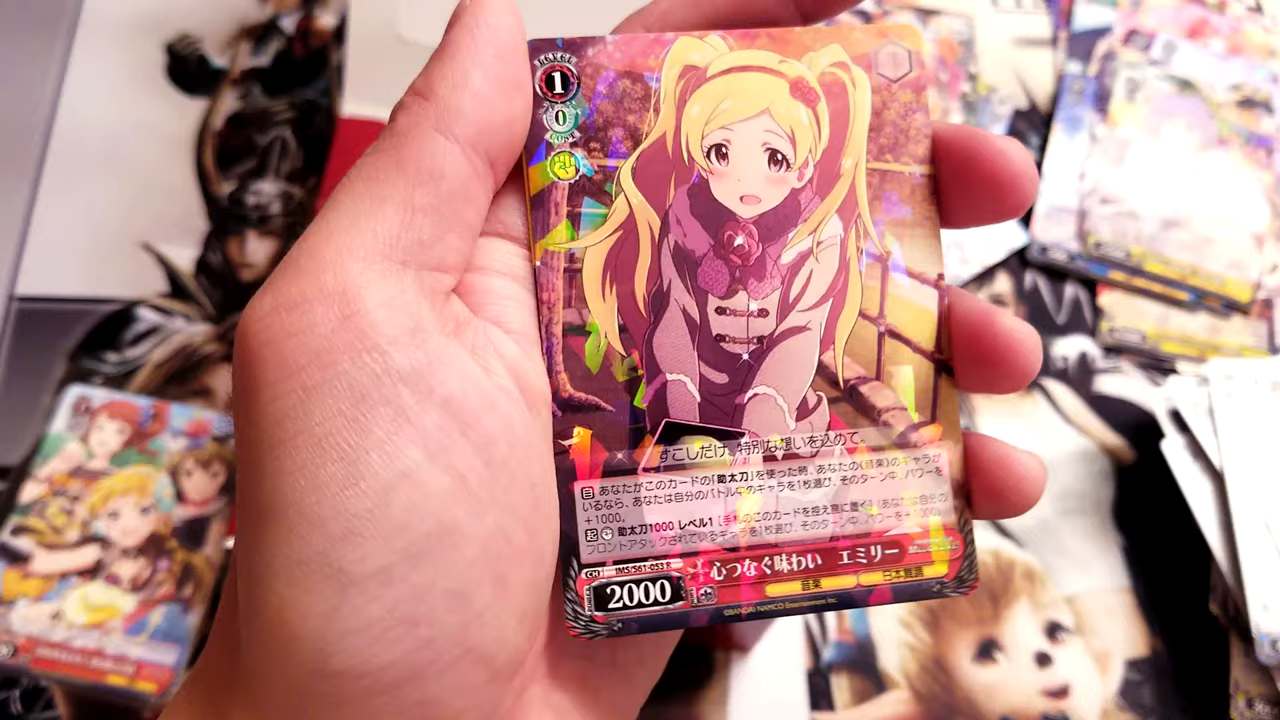 LEVEL
1
0
COST
すこしだけ、特別な想いを込めて。
自 あなたがこのカードの「助太刀」を使った時、あなたの《音楽》のキャラが
いるなら、あなたは自分のバトル中のキャラを1枚選び、そのターン中、パワーを
+1000。
起 助太刀1000 レベル1 [手札のこのカードを控え室に置く] (あなたは自分の
フロントアタックされているキャラを1枚選び、そのターン中、パワーを+1000)
CH IMS/S61-053 R
心つなぐ味わい エミリー
2000
音楽 日本舞踊
©BANDAI NAMCO Entertainment Inc.